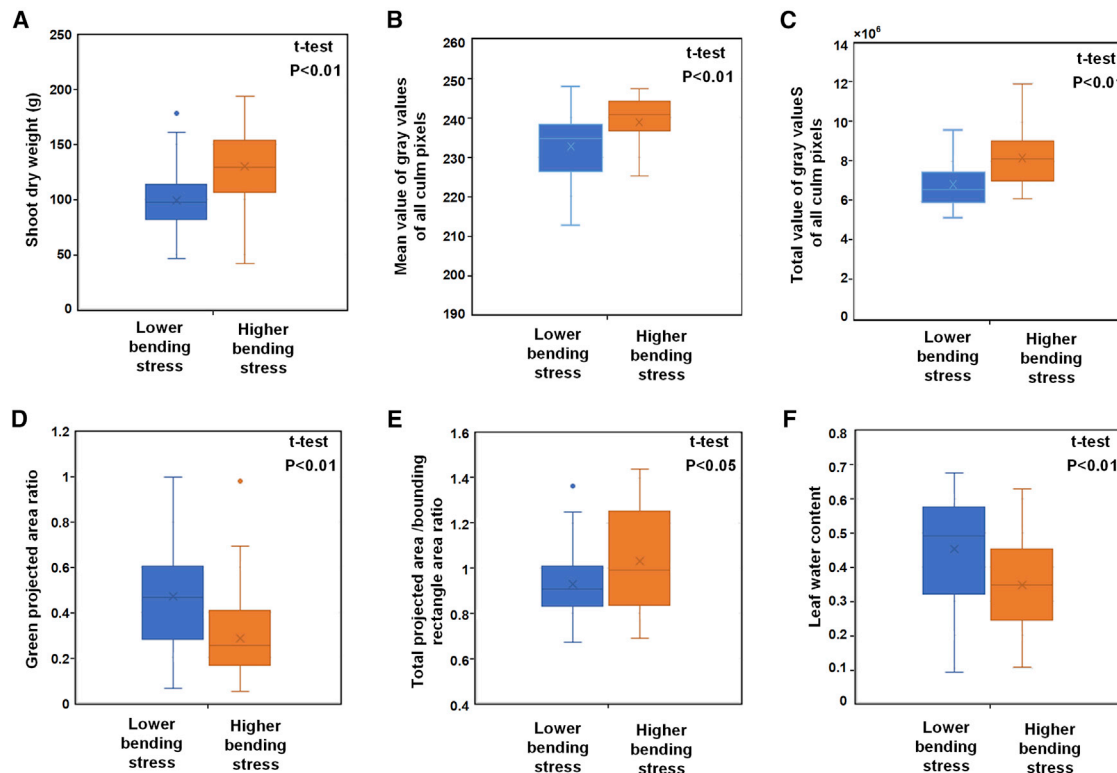 A
250
200
150
100
50
0
Shoot dry weight (g)
t-test
P<0.01
Lower
bending
stress
Higher
bending
stress
B
260
250
240
230
220
210
200
190
Mean value of gray values
of all culm pixels
t-test
P<0.01
Lower
bending
stress
Higher
bending
stress
C
×10⁶
14
12
10
8
6
4
2
0
Total value of gray valueS
of all culm pixels
t-test
P<0.01
Lower
bending
stress
Higher
bending
stress
D
1.2
1
0.8
0.6
0.4
0.2
0
Green projected area ratio
t-test
P<0.01
Lower
bending
stress
Higher
bending
stress
E
1.6
1.4
1.2
1
0.8
0.6
0.4
Total projected area /bounding
rectangle area ratio
t-test
P<0.05
Lower
bending
stress
Higher
bending
stress
F
0.8
0.7
0.6
0.5
0.4
0.3
0.2
0.1
0
Leaf water content
t-test
P<0.01
Lower
bending
stress
Higher
bending
stress